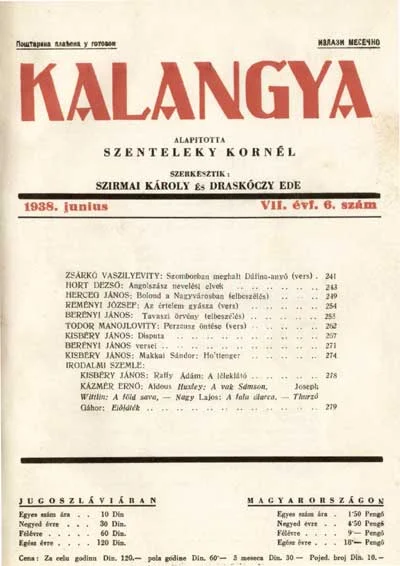 Поштарина плаћена у готовом
ИЗЛАЗИ МЕСЕЧНО
KALANGYA
ALAPITOTTA
SZENTELEKY KORNÉL
SZERKESZTIK:
SZIRMAI KÁROLY ÉS DRASKÓCZY EDE
1938. junius
VII. évf. 6. szám
ZSÁRKÓ VASZILYEVITY: Szomborban meghalt Dáfina-anyó (vers) . 241
HORT DEZSŐ: Angolszász nevelési elvek .. .. .. .. .. 243
HERCEG JÁNOS: Bolond a Nagyvárosban (elbeszélés) .. .. .. 249
REMÉNYI JÓZSEF: Az értelem gyásza (vers) .. .. .. .. 254
BERÉNYI JÁNOS: Tavaszi örvény (elbeszélés) .. .. .. .. 255
TODOR MANOJLOVITY: Perzeusz öntése (vers) .. .. .. .. 262
KISBÉRY JÁNOS: Disputa .. .. .. .. .. .. .. 267
BERÉNYI JÁNOS versei .. .. .. .. .. .. .. 271
KISBÉRY JÁNOS: Makkai Sándor: Holttenger .. .. .. .. 274
IRODALMI SZEMLE:
KISBÉRY JÁNOS: Raffy Ádám: A léleklátó .. .. .. .. 278
KÁZMÉR ERNŐ: Aldous Huxley: A vak Sámson, Joseph
Wittlin: A föld sava, — Nagy Lajos: A falu álarca, — Thurzó
Gábor: Előjáték .. .. .. .. .. .. .. .. 279
JUGOSZLÁVIÁBAN
Egyes szám ára . . 10 Din
Negyed évre . . . 30 Din.
Félévre . . . . 60 Din.
Egész évre . . . . 120 Din.
MAGYARORSZÁGON
Egyes szám ára . 1·50 Pengő
Negyed évre . . 4·50 Pengő
Félévre . . . . 9·— Pengő
Egész évre . . . 18·— Pengő
Cena: Za celu godinu Din. 120.— pola godine Din. 60·— 3 meseca Din. 30.— Pojed. broj Din. 10.—